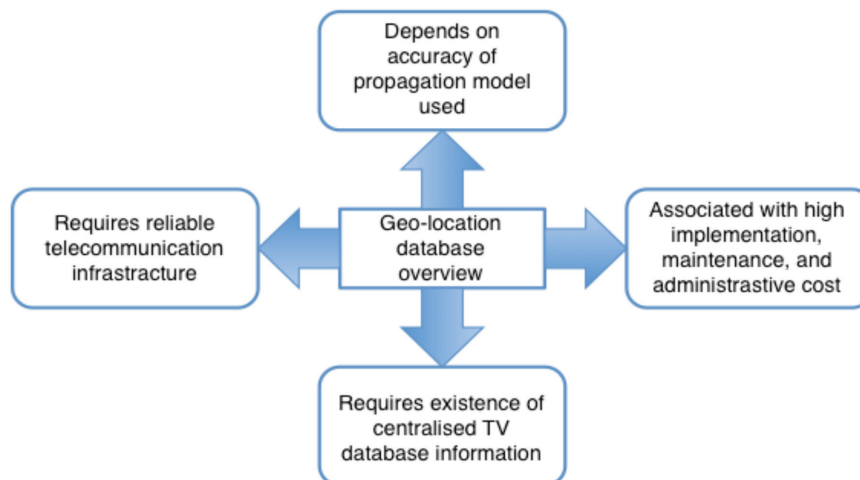 Depends on
accuracy of
propagation model
used
Requires reliable
telecommunication
infrastracture
Geo-location
database
overview
Associated with high
implementation,
maintenance, and
administrastive cost
Requires existence of
centralised TV
database information